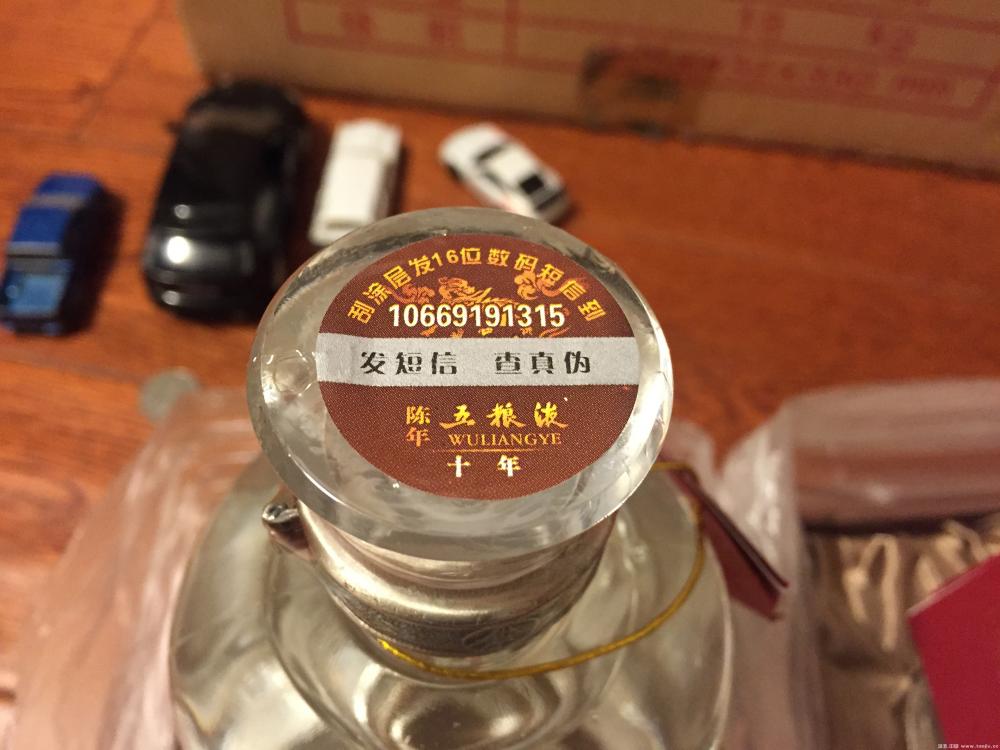 刮涂层发16位数码短信到
10669191315
发短信 查真伪
陈年 五粮液
WULIANGYE
十年